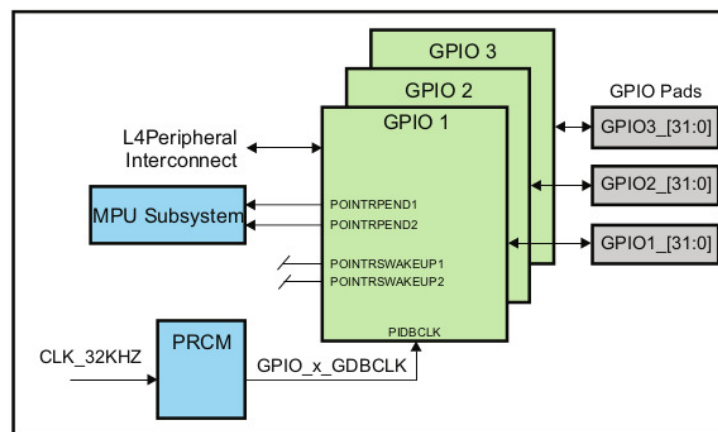 GPIO 3
GPIO 2
GPIO 1
GPIO Pads
GPIO3_[31:0]
GPIO2_[31:0]
GPIO1_[31:0]
L4Peripheral
Interconnect
MPU Subsystem
POINTRPEND1
POINTRPEND2
POINTRSWAKEUP1
POINTRSWAKEUP2
PIDBCLK
CLK_32KHZ
PRCM
GPIO_x_GDBCLK